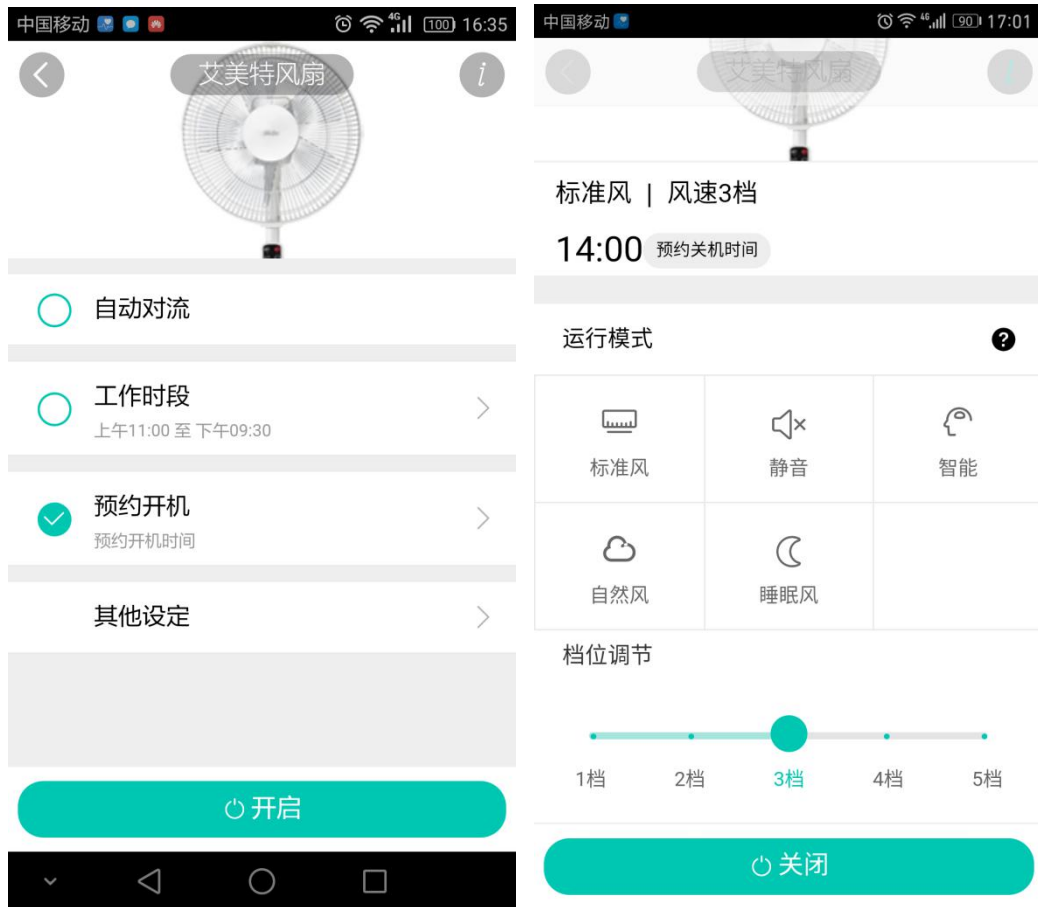 中国移动 4G 100 16:35
艾美特风扇
自动对流
工作时段
上午11:00 至 下午09:30
预约开机
预约开机时间
其他设定
开启
中国移动 4G 90 17:01
艾美特风扇
标准风 | 风速3档
14:00 预约关机时间
运行模式
标准风 静音 智能
自然风 睡眠风
档位调节
1档 2档 3档 4档 5档
关闭